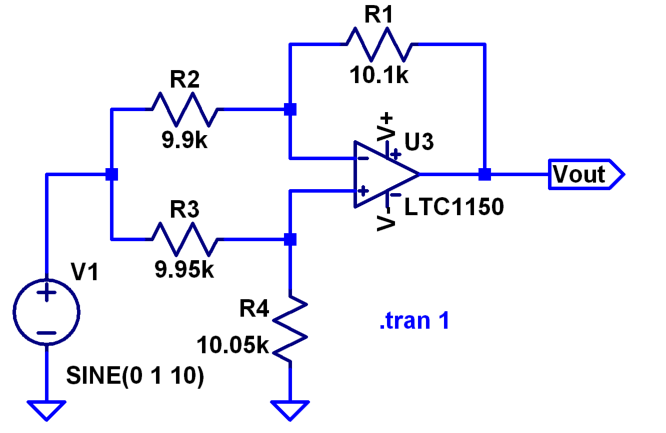 R1
10.1k
R2
9.9k
V+
U3
LTC1150
V-
Vout
R3
9.95k
V1
SINE(0 1 10)
R4
10.05k
.tran 1